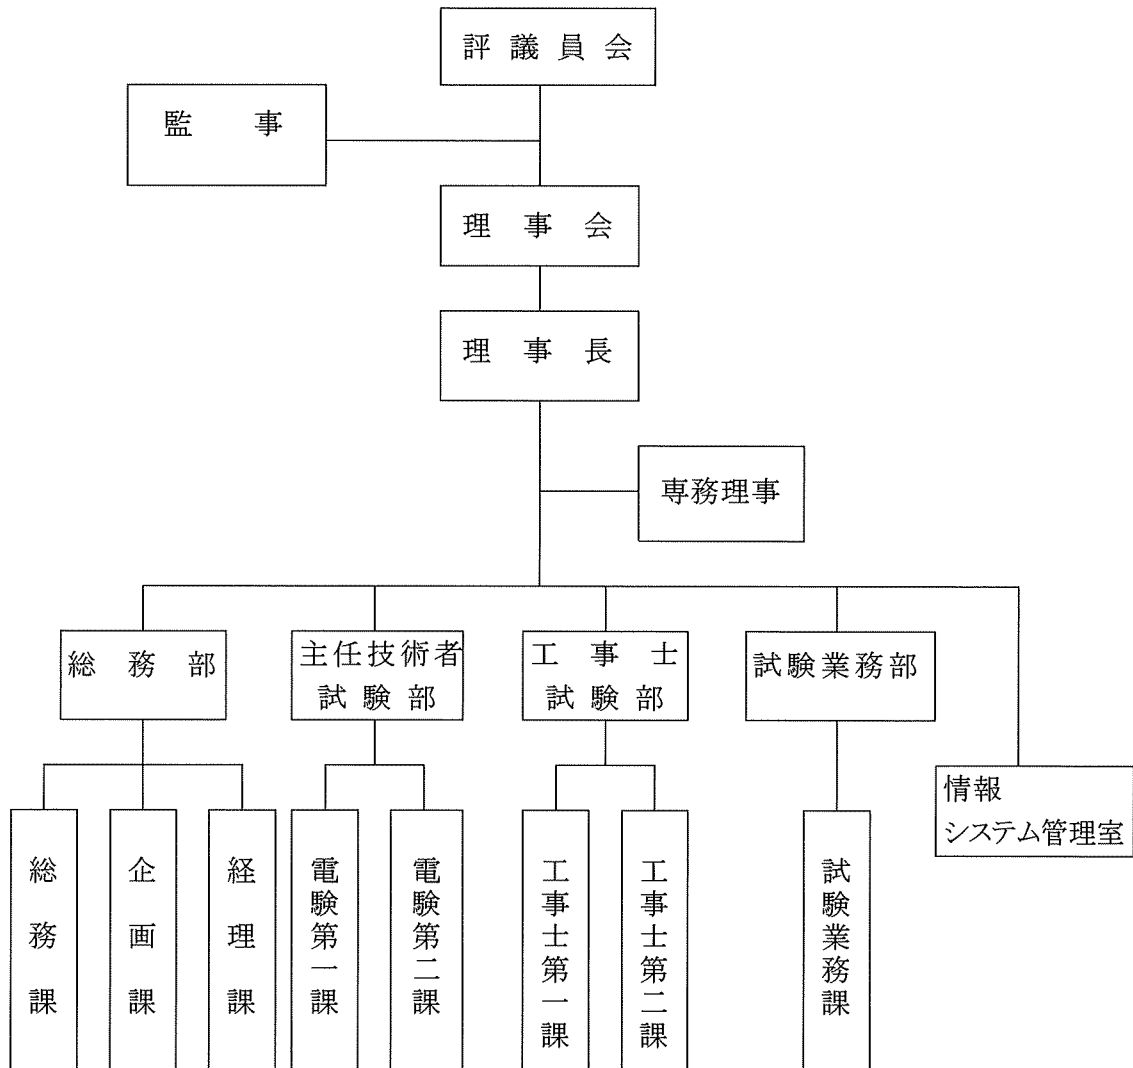 評議員会
監事
理事会
理事長
専務理事
総務部
主任技術者
試験部
工事士
試験部
試験業務部
情報
システム管理室
総務課
企画課
経理課
電験第一課
電験第二課
工事士第一課
工事士第二課
試験業務課